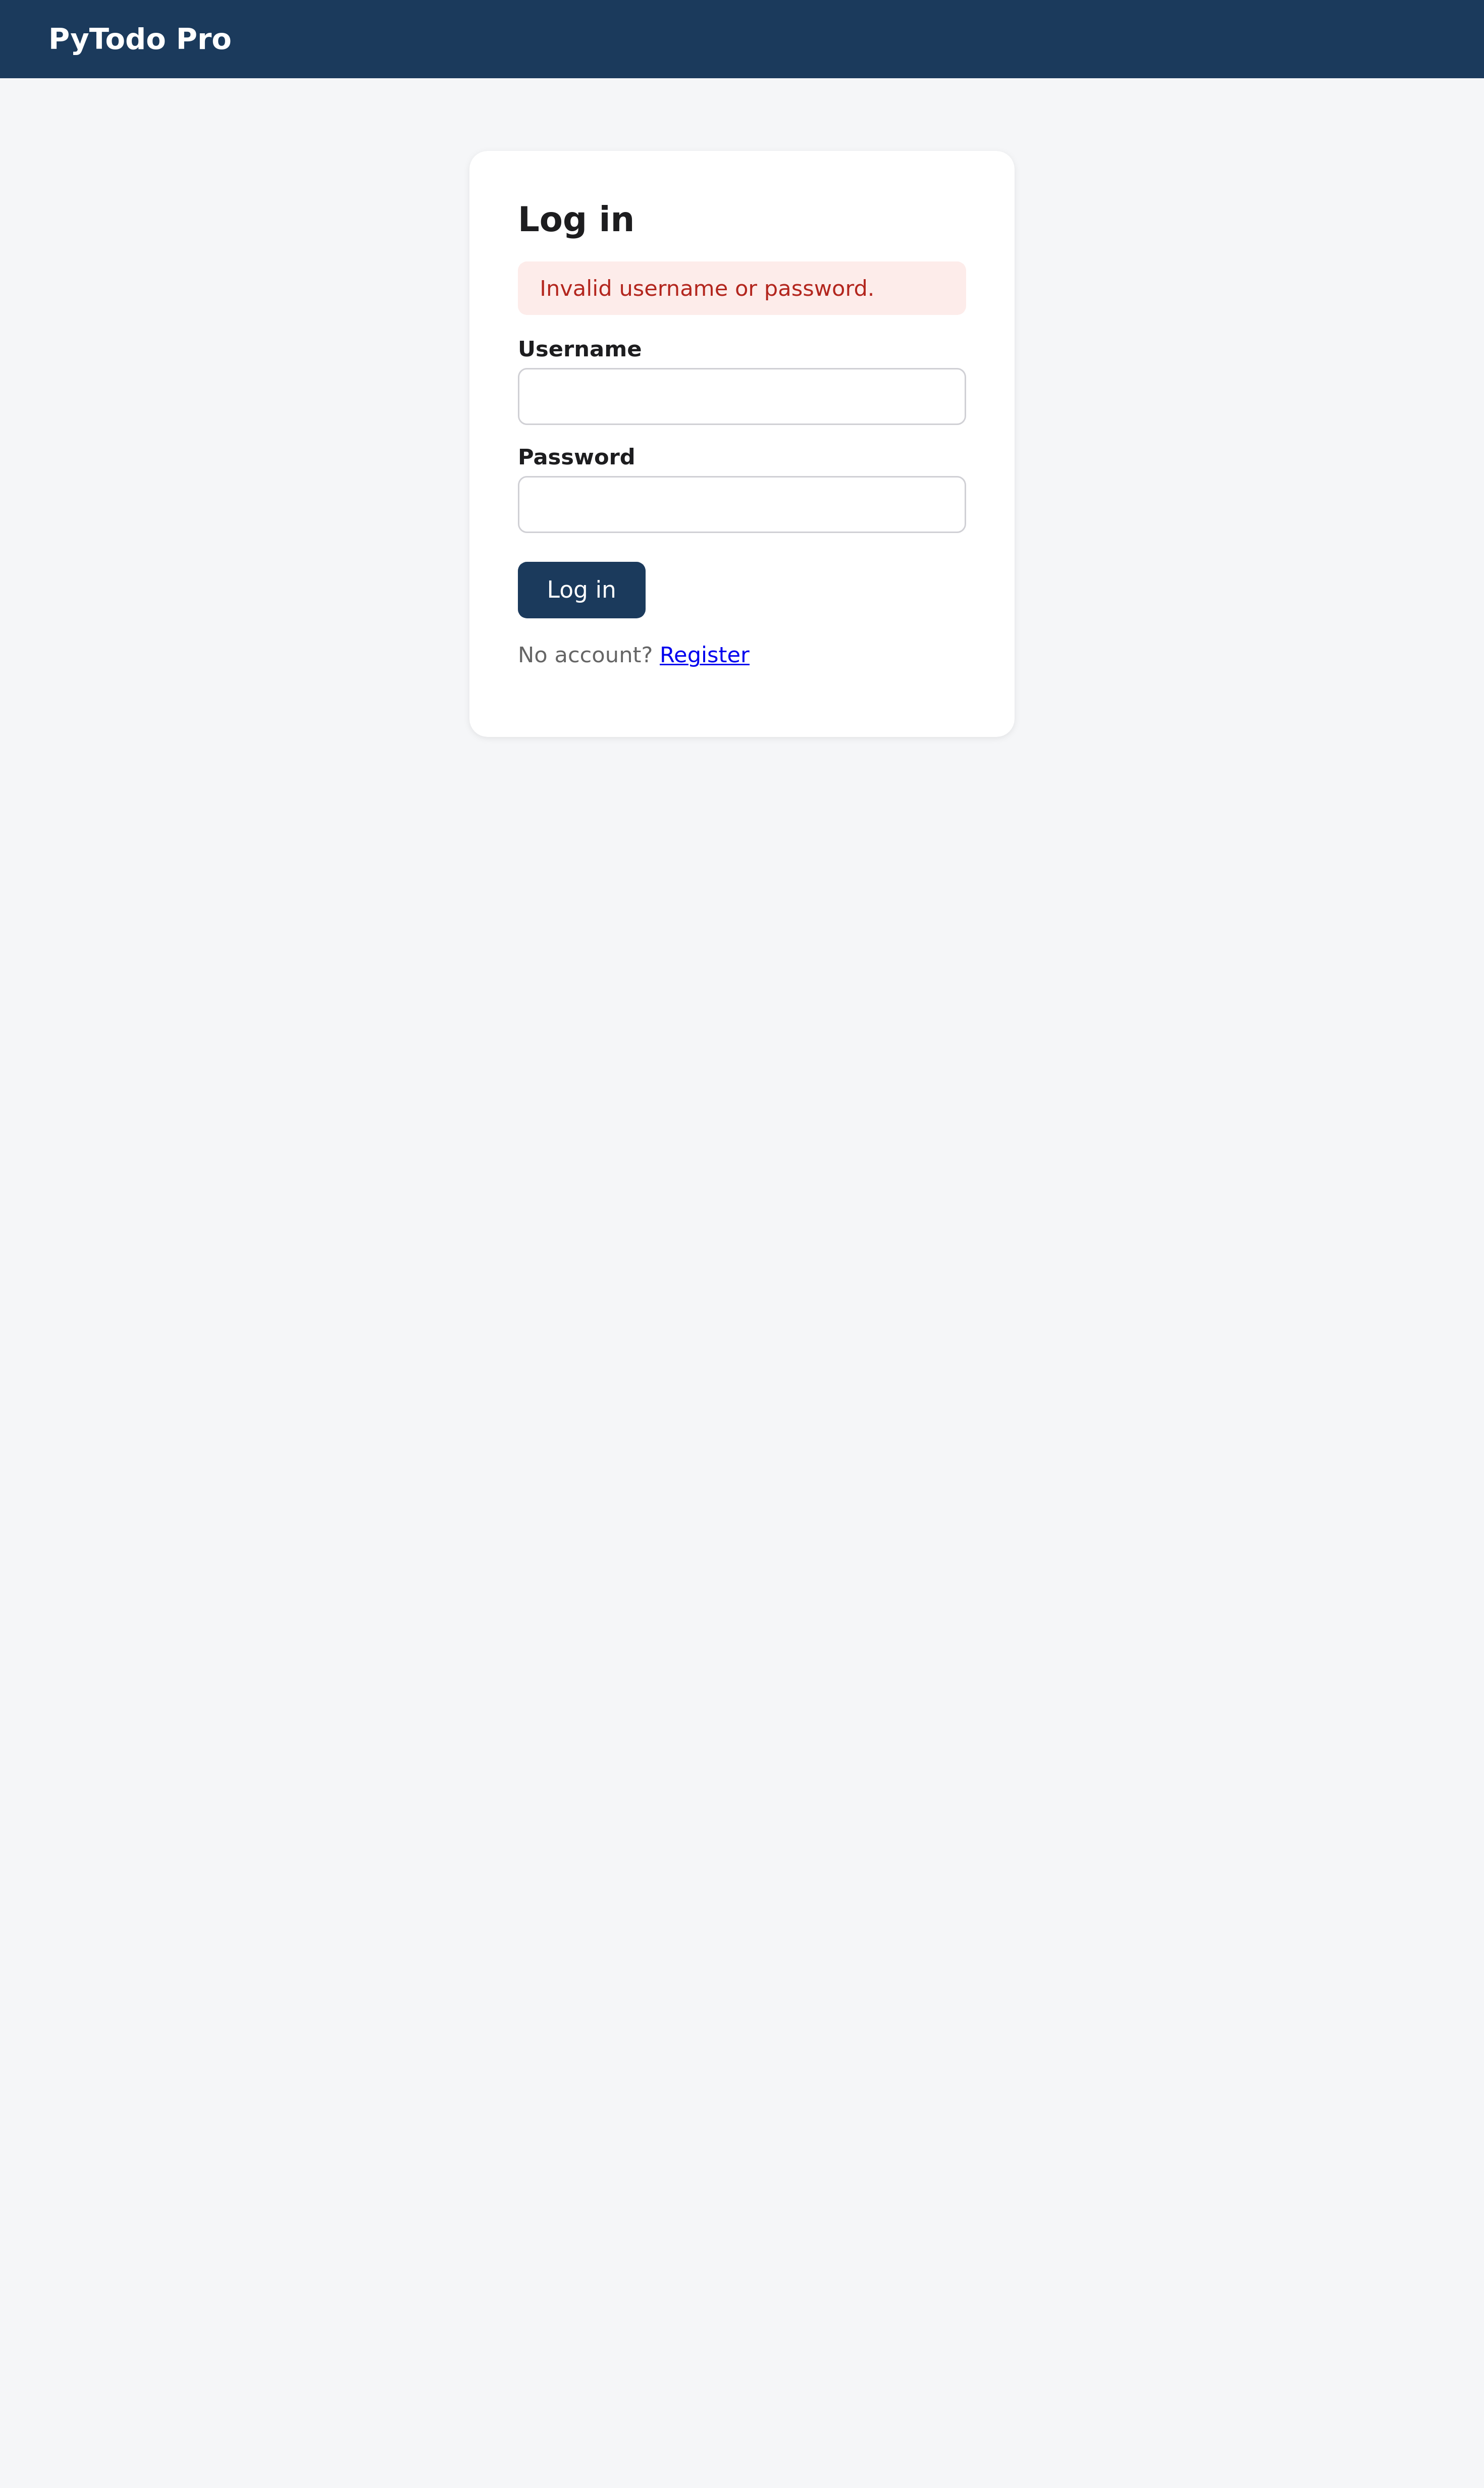 PyTodo Pro
Log in
Invalid username or password.
Username
Password
Log in
No account? Register